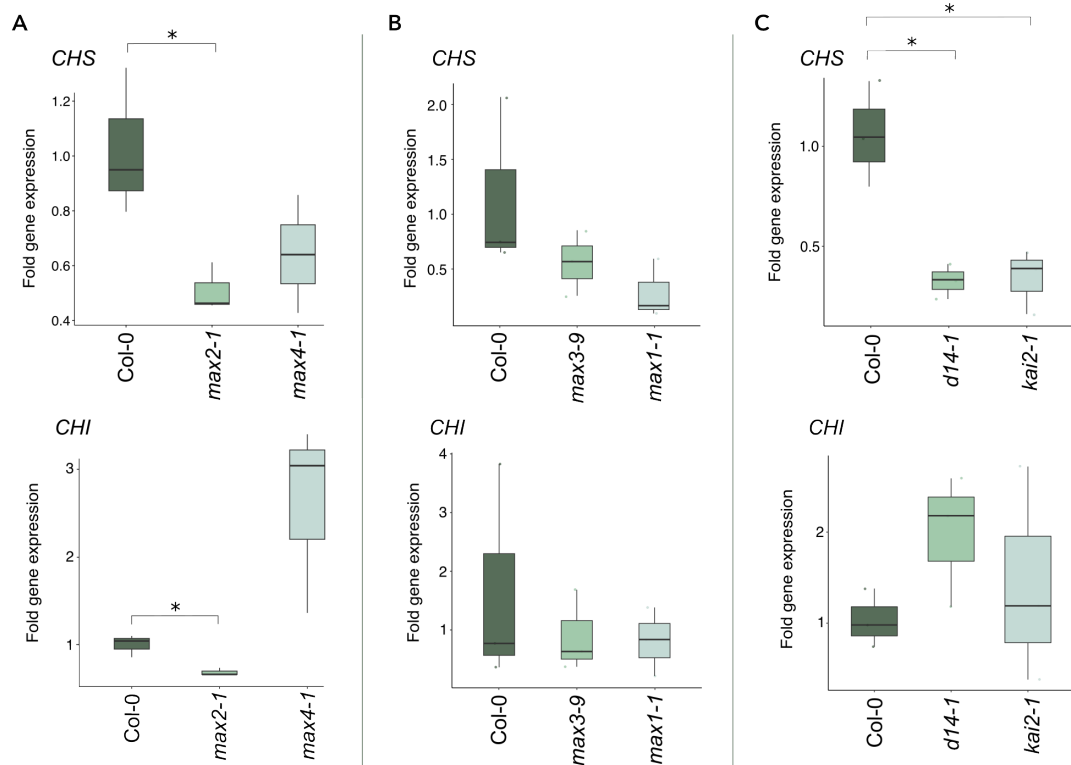 A
*
CHS
Fold gene expression
1.2
1.0
0.8
0.6
0.4
Col-0
max2-1
max4-1
CHI
Fold gene expression
3
2
1
*
Col-0
max2-1
max4-1
B
CHS
Fold gene expression
2.0
1.5
1.0
0.5
Col-0
max3-9
max1-1
CHI
Fold gene expression
4
3
2
1
Col-0
max3-9
max1-1
C
*
*
CHS
Fold gene expression
1.0
0.5
Col-0
d14-1
kai2-1
CHI
Fold gene expression
2
1
Col-0
d14-1
kai2-1